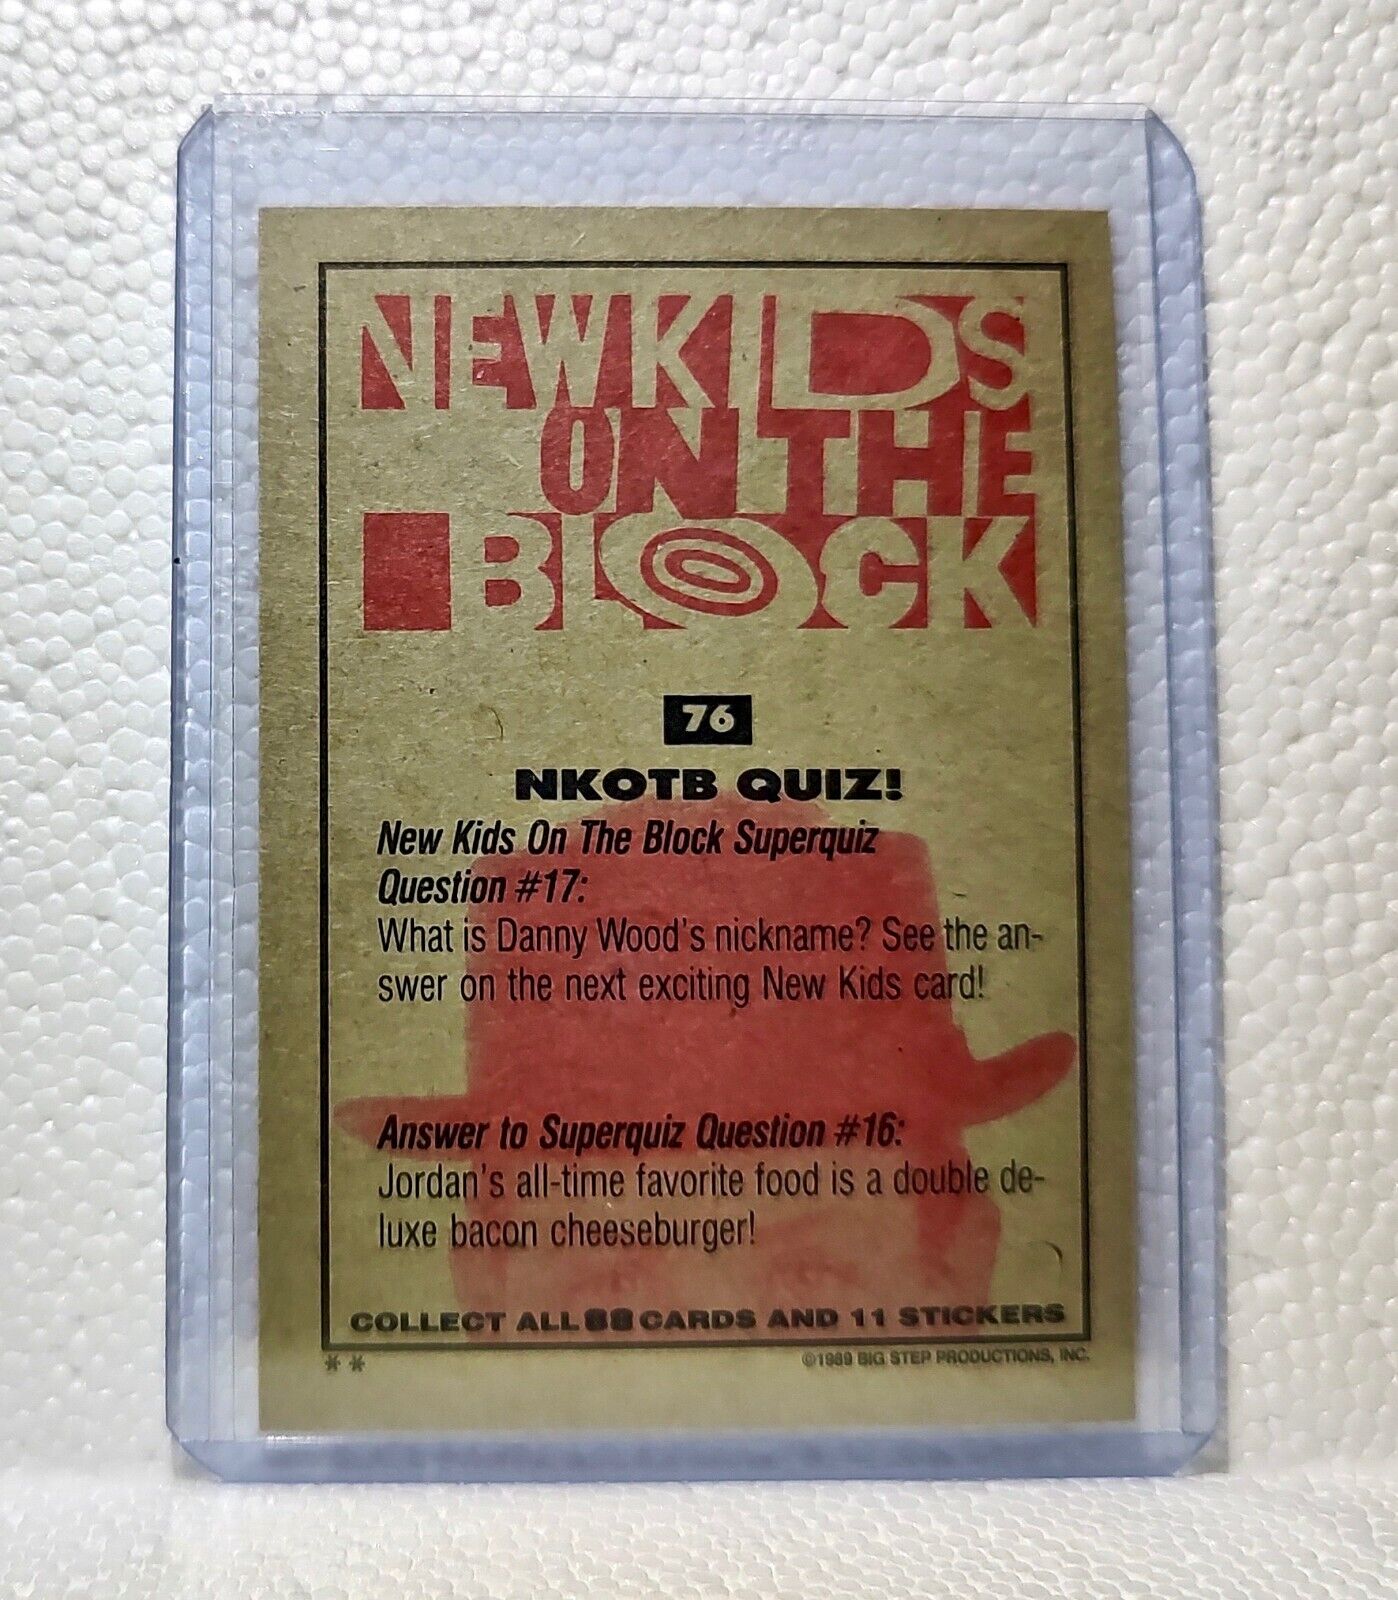 NEW KIDS
ON THE
BLOCK
76
NKOTB QUIZ!
New Kids On The Block Superquiz
Question #17:
What is Danny Wood's nickname? See the an-
swer on the next exciting New Kids card!
Answer to Superquiz Question #16:
Jordan's all-time favorite food is a double de-
luxe bacon cheeseburger!
COLLECT ALL 88 CARDS AND 11 STICKERS
* *
©1989 BIG STEP PRODUCTIONS, INC.